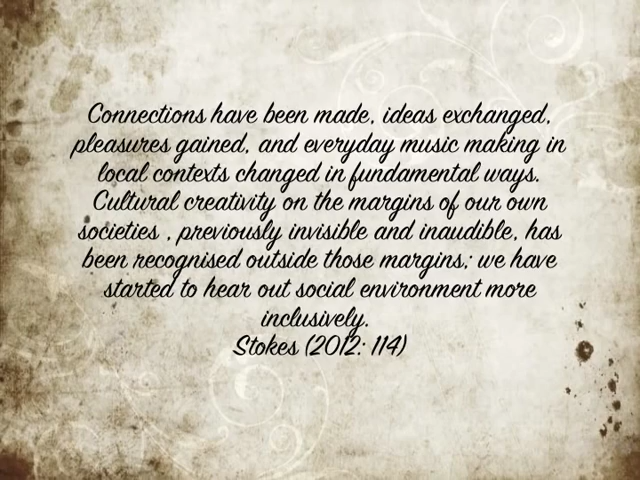 Connections have been made, ideas exchanged,
pleasures gained, and everyday music making in
local contexts changed in fundamental ways.
Cultural creativity on the margins of our own
societies , previously invisible and inaudible, has
been recognised outside those margins; we have
started to hear out social environment more
inclusively.
Stokes (2012: 114)